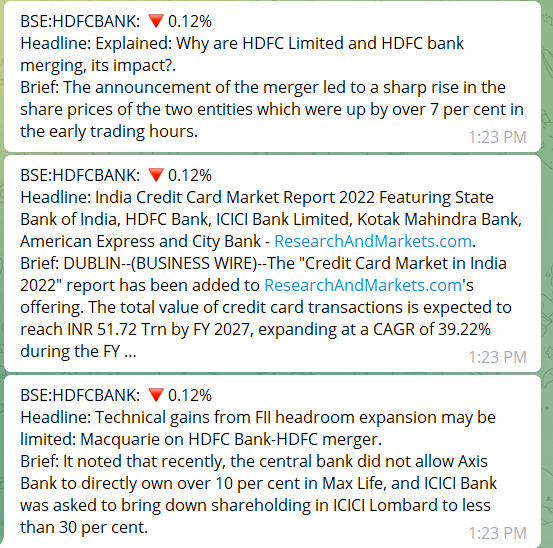 BSE:HDFCBANK: 🔻 0.12%
Headline: Explained: Why are HDFC Limited and HDFC bank
merging, its impact?.
Brief: The announcement of the merger led to a sharp rise in the
share prices of the two entities which were up by over 7 per cent in
the early trading hours.
1:23 PM
BSE:HDFCBANK: 🔻 0.12%
Headline: India Credit Card Market Report 2022 Featuring State
Bank of India, HDFC Bank, ICICI Bank Limited, Kotak Mahindra Bank,
American Express and City Bank - ResearchAndMarkets.com.
Brief: DUBLIN--(BUSINESS WIRE)--The "Credit Card Market in India
2022" report has been added to ResearchAndMarkets.com's
offering. The total value of credit card transactions is expected to
reach INR 51.72 Trn by FY 2027, expanding at a CAGR of 39.22%
during the FY ...
1:23 PM
BSE:HDFCBANK: 🔻 0.12%
Headline: Technical gains from FII headroom expansion may be
limited: Macquarie on HDFC Bank-HDFC merger.
Brief: It noted that recently, the central bank did not allow Axis
Bank to directly own over 10 per cent in Max Life, and ICICI Bank
was asked to bring down shareholding in ICICI Lombard to less
than 30 per cent.
1:23 PM